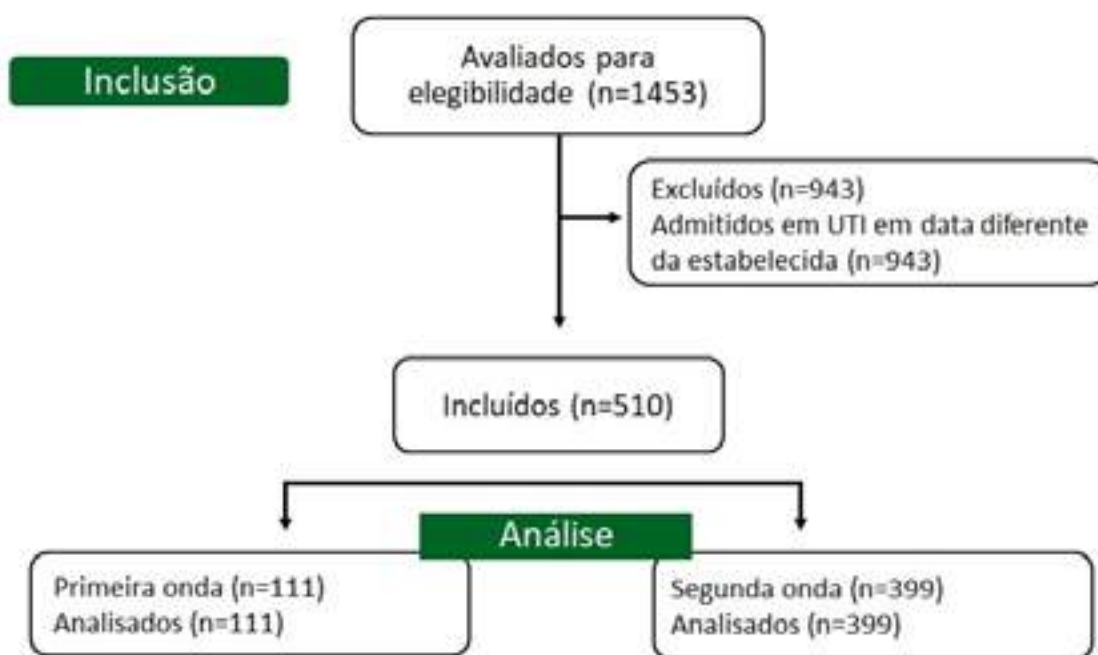 Inclusão
Avaliados para
elegibilidade (n=1453)
Excluídos (n=943)
Admitidos em UTI em data diferente
da estabelecida (n=943)
Incluídos (n=510)
Análise
Primeira onda (n=111)
Analisados (n=111)
Segunda onda (n=399)
Analisados (n=399)